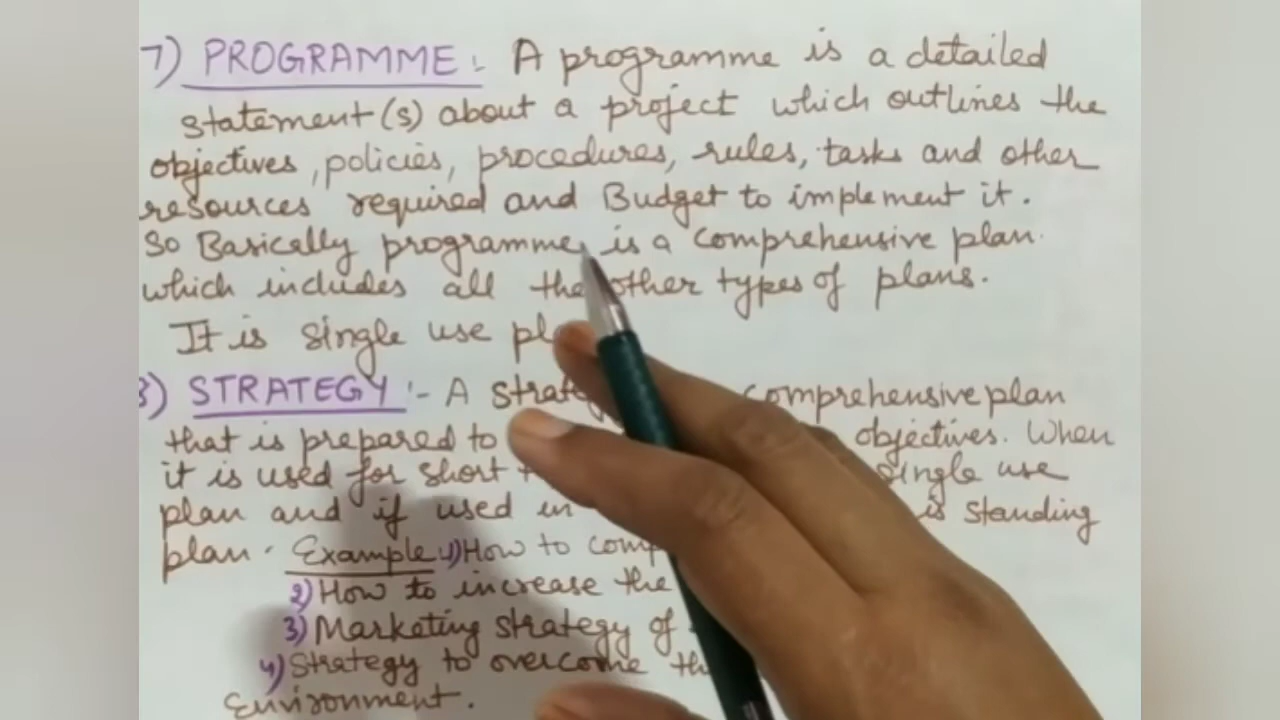 7) PROGRAMME :- A programme is a detailed
statement(s) about a project which outlines the
objectives, policies, procedures, rules, tasks and other
resources required and Budget to implement it.
So Basically programme is a comprehensive plan.
which includes all the other types of plans.
It is single use
8) STRATEGY :- A comprehensive plan
that is prepared to objectives. When
it is used for short single use
plan and if used in is standing
plan. Example 1) How to
2) How to increase the
3) Marketing strategy of
4) Strategy to overcome
Environment.